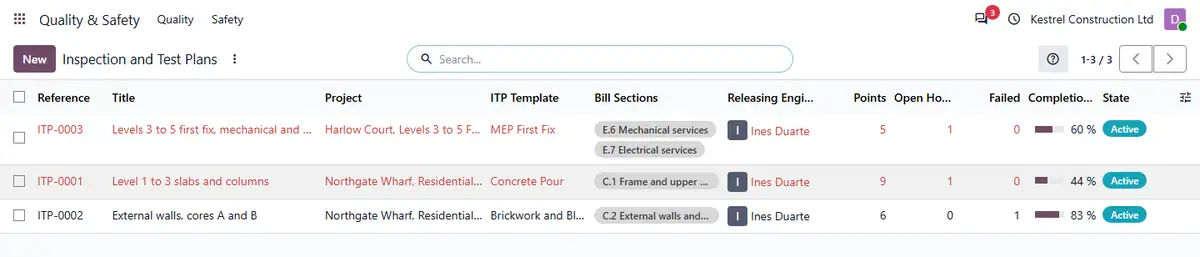 Quality & Safety Quality Safety 3 Kestrel Construction Ltd D
New Inspection and Test Plans Search... 1-3 / 3
Reference Title Project ITP Template Bill Sections Releasing Engi... Points Open Ho... Failed Completio... State
ITP-0003 Levels 3 to 5 first fix, mechanical and ... Harlow Court, Levels 3 to 5 F... MEP First Fix E.6 Mechanical services I Ines Duarte 5 1 0 60 % Active
E.7 Electrical services
ITP-0001 Level 1 to 3 slabs and columns Northgate Wharf, Residential... Concrete Pour C.1 Frame and upper ... I Ines Duarte 9 1 0 44 % Active
ITP-0002 External walls, cores A and B Northgate Wharf, Residential... Brickwork and Bl... C.2 External walls and... I Ines Duarte 6 0 1 83 % Active